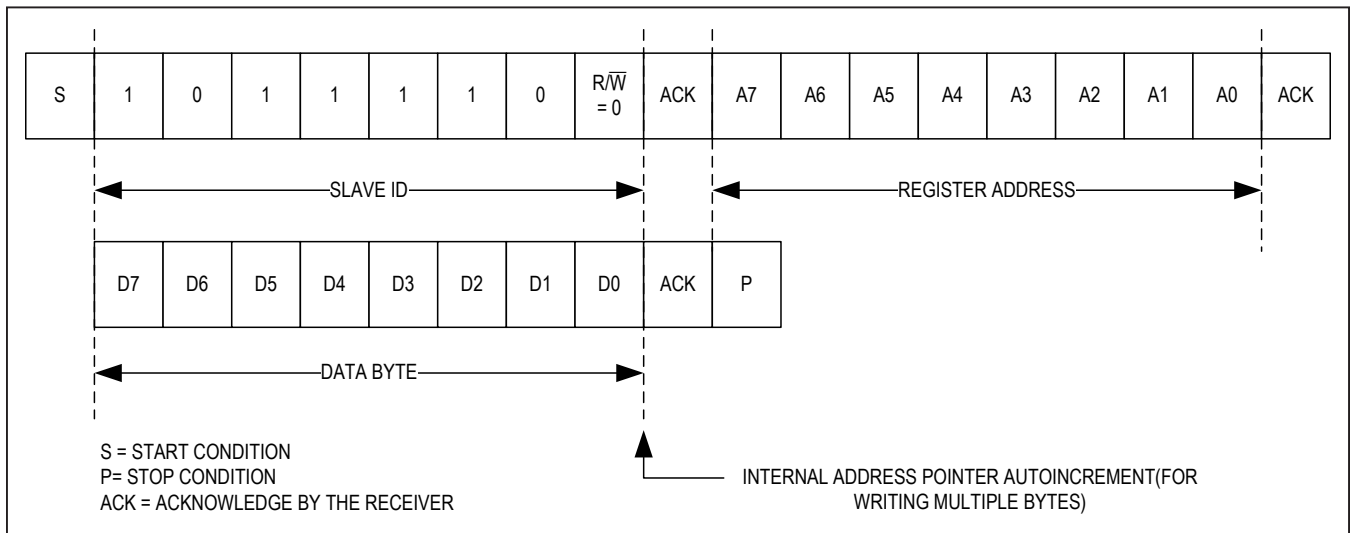 S 1 0 1 1 1 1 0 R/W̅ = 0 ACK A7 A6 A5 A4 A3 A2 A1 A0 ACK
SLAVE ID REGISTER ADDRESS
D7 D6 D5 D4 D3 D2 D1 D0 ACK P
DATA BYTE
S = START CONDITION
P= STOP CONDITION
ACK = ACKNOWLEDGE BY THE RECEIVER
INTERNAL ADDRESS POINTER AUTOINCREMENT(FOR
WRITING MULTIPLE BYTES)